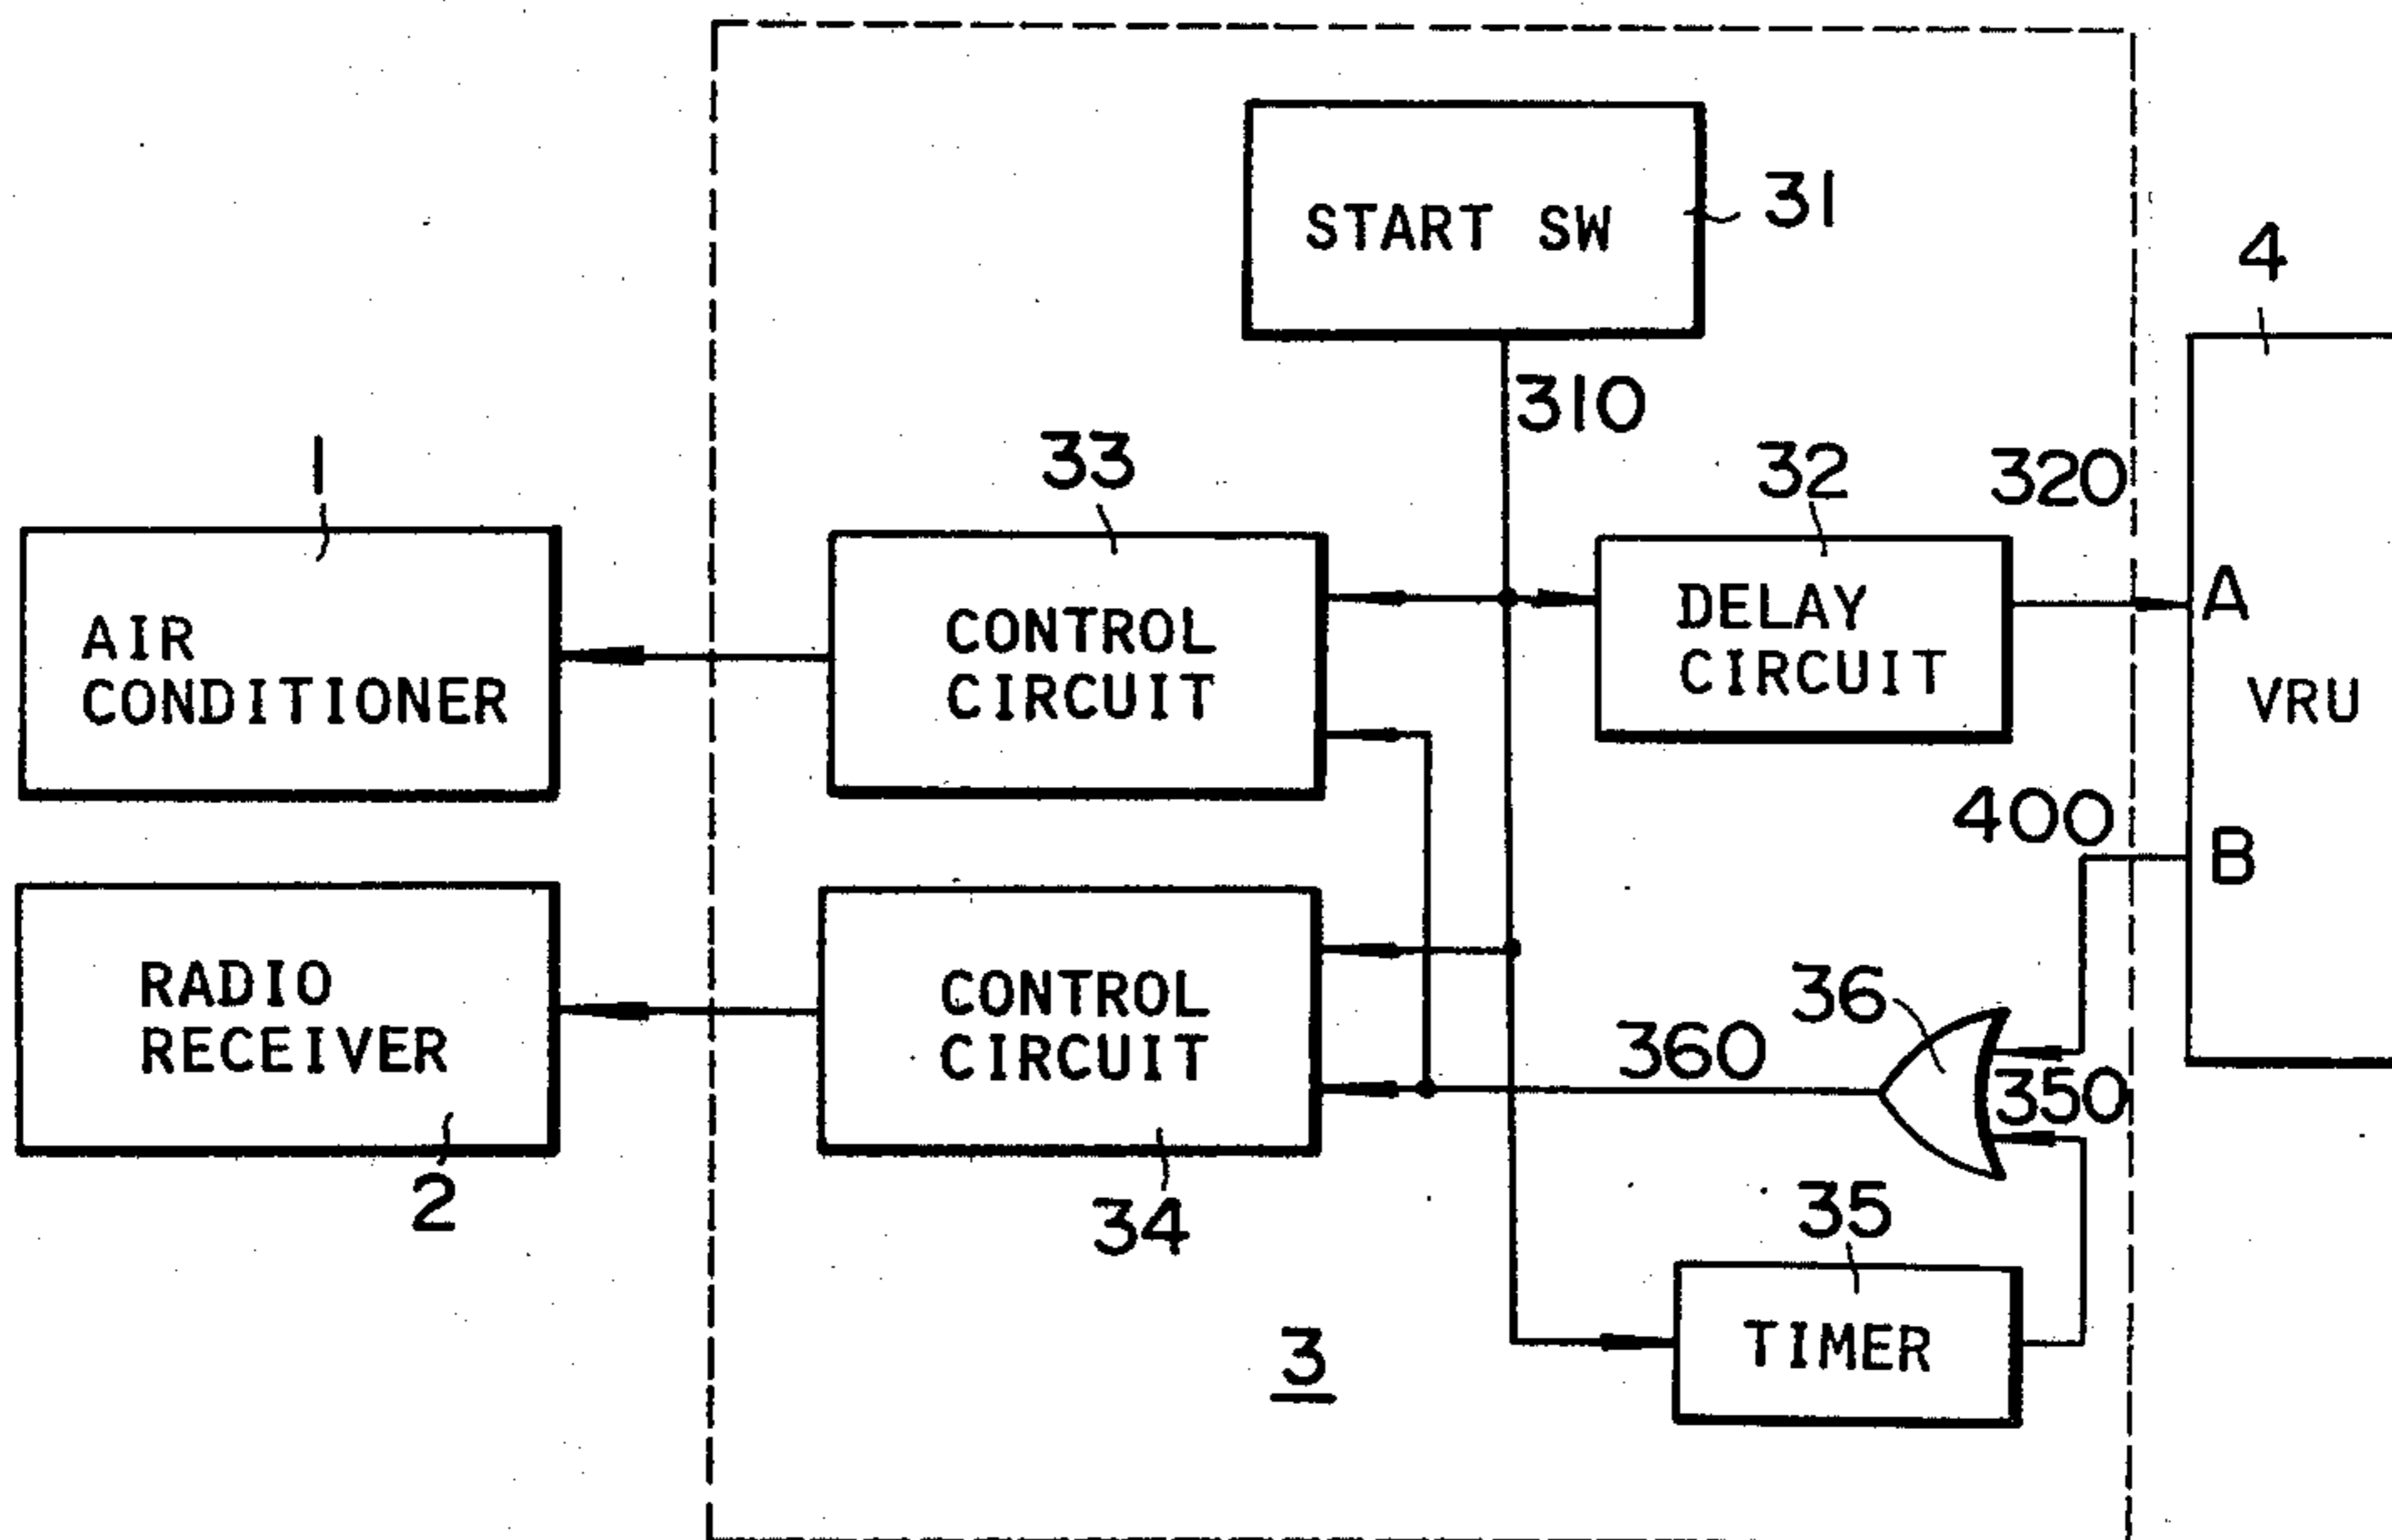 START SW
31
310
4
1
33
32
320
AIR
CONDITIONER
CONTROL
CIRCUIT
DELAY
CIRCUIT
A
VRU
400
B
RADIO
RECEIVER
CONTROL
CIRCUIT
36
360
350
2
34
35
TIMER
3